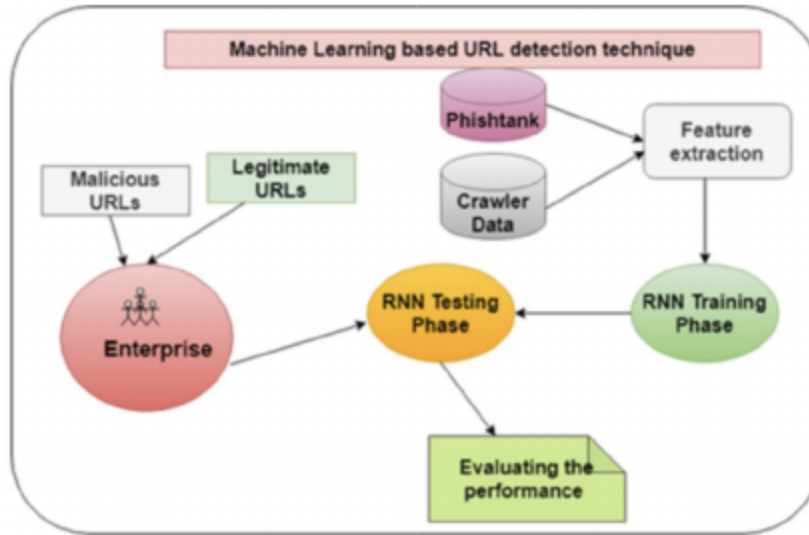 Machine Learning based URL detection technique
Phishtank
Feature
extraction
Malicious
URLs
Legitimate
URLs
Crawler
Data
Enterprise
RNN Testing
Phase
RNN Training
Phase
Evaluating the
performance